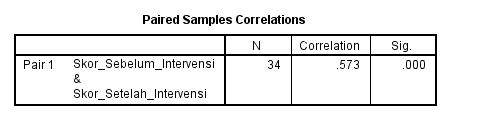 Paired Samples Correlations
N Correlation Sig.
Pair 1 Skor_Sebelum_Intervensi 34 .573 .000
&
Skor_Setelah_Intervensi